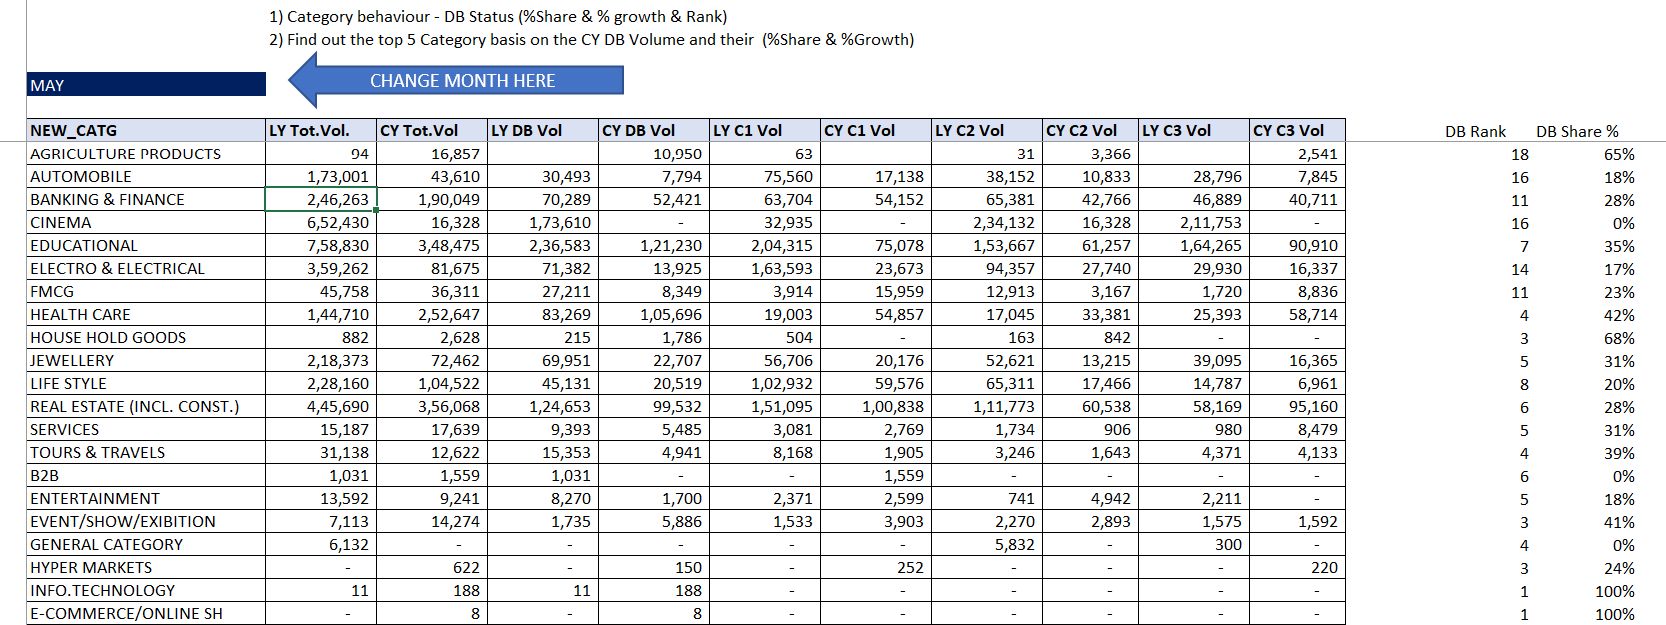 1) Category behaviour - DB Status (%Share & % growth & Rank)
2) Find out the top 5 Category basis on the CY DB Volume and their  (%Share & %Growth)
MAY CHANGE MONTH HERE
NEW_CATG LY Tot.Vol. CY Tot.Vol LY DB Vol CY DB Vol LY C1 Vol CY C1 Vol LY C2 Vol CY C2 Vol LY C3 Vol CY C3 Vol DB Rank DB Share %
AGRICULTURE PRODUCTS 94 16,857 10,950 63 31 3,366 2,541 18 65%
AUTOMOBILE 1,73,001 43,610 30,493 7,794 75,560 17,138 38,152 10,833 28,796 7,845 16 18%
BANKING & FINANCE 2,46,263 1,90,049 70,289 52,421 63,704 54,152 65,381 42,766 46,889 40,711 11 28%
CINEMA 6,52,430 16,328 1,73,610 - 32,935 - 2,34,132 16,328 2,11,753 - 16 0%
EDUCATIONAL 7,58,830 3,48,475 2,36,583 1,21,230 2,04,315 75,078 1,53,667 61,257 1,64,265 90,910 7 35%
ELECTRO & ELECTRICAL 3,59,262 81,675 71,382 13,925 1,63,593 23,673 94,357 27,740 29,930 16,337 14 17%
FMCG 45,758 36,311 27,211 8,349 3,914 15,959 12,913 3,167 1,720 8,836 11 23%
HEALTH CARE 1,44,710 2,52,647 83,269 1,05,696 19,003 54,857 17,045 33,381 25,393 58,714 4 42%
HOUSE HOLD GOODS 882 2,628 215 1,786 504 - 163 842 - - 3 68%
JEWELLERY 2,18,373 72,462 69,951 22,707 56,706 20,176 52,621 13,215 39,095 16,365 5 31%
LIFE STYLE 2,28,160 1,04,522 45,131 20,519 1,02,932 59,576 65,311 17,466 14,787 6,961 8 20%
REAL ESTATE (INCL. CONST.) 4,45,690 3,56,068 1,24,653 99,532 1,51,095 1,00,838 1,11,773 60,538 58,169 95,160 6 28%
SERVICES 15,187 17,639 9,393 5,485 3,081 2,769 1,734 906 980 8,479 5 31%
TOURS & TRAVELS 31,138 12,622 15,353 4,941 8,168 1,905 3,246 1,643 4,371 4,133 4 39%
B2B 1,031 1,559 1,031 - - 1,559 - - - - 6 0%
ENTERTAINMENT 13,592 9,241 8,270 1,700 2,371 2,599 741 4,942 2,211 - 5 18%
EVENT/SHOW/EXIBITION 7,113 14,274 1,735 5,886 1,533 3,903 2,270 2,893 1,575 1,592 3 41%
GENERAL CATEGORY 6,132 - - - - - 5,832 - 300 - 4 0%
HYPER MARKETS - 622 - 150 - 252 - - - 220 3 24%
INFO.TECHNOLOGY 11 188 11 188 - - - - - - 1 100%
E-COMMERCE/ONLINE SH - 8 - 8 - - - - - - 1 100%